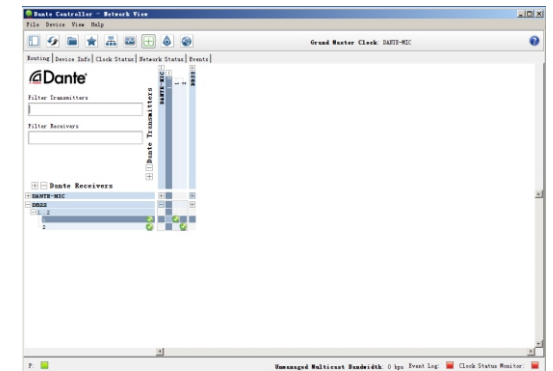 Dante Controller - Network View
File Device View Help
Grand Master Clock: DANTE-MIC
Routing Device Info Clock Status Network Status Events
Dante
Filter Transmitters
Filter Receivers
Dante Transmitters
DANTE-MIC
1
2
DB22
Dante Receivers
DANTE-MIC
DB22
1
2
P:
Unmanaged Multicast Bandwidth: 0 bps Event Log: Clock Status Monitor: